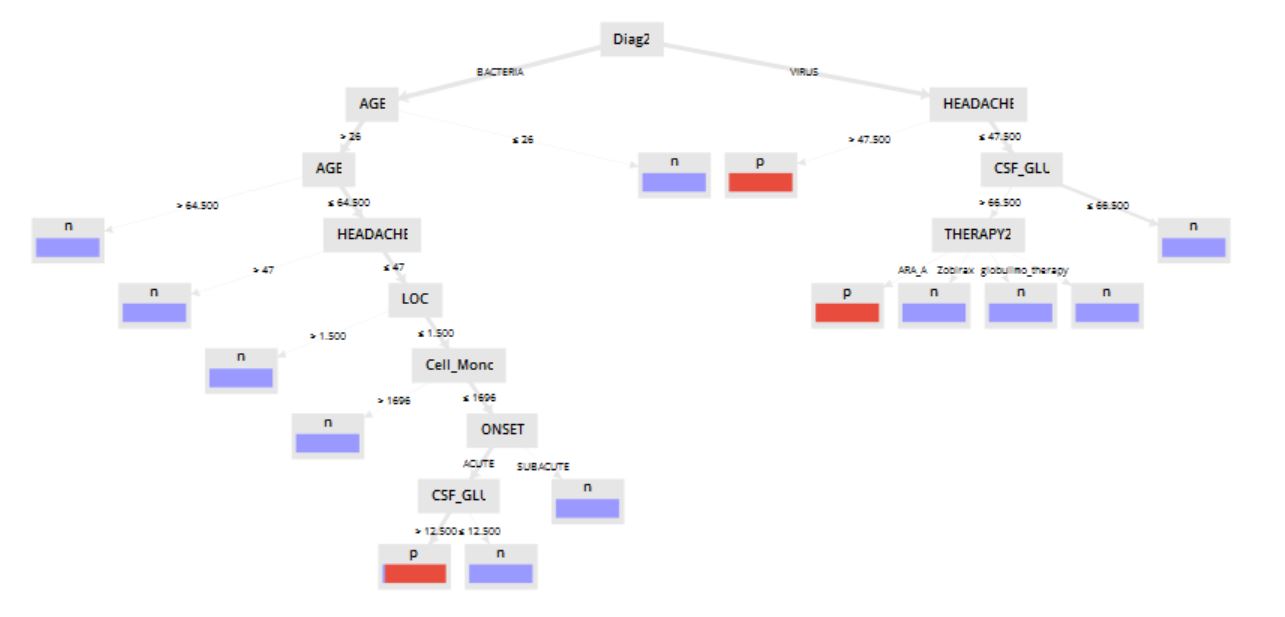 Diag2
BACTERIA
VIRUS
AGE
HEADACHE
> 26
≤ 26
> 47.500
≤ 47.500
AGE
n
p
CSF_GLU
> 64.500
≤ 64.500
> 66.500
≤ 66.500
n
HEADACHE
THERAPY2
n
> 47
≤ 47
ARA_A
Zobirax
globulimo_therapy
n
LOC
p
n
n
n
> 1.500
≤ 1.500
n
Cell_Mono
> 1696
≤ 1696
n
ONSET
ACUTE
SUBACUTE
CSF_GLU
n
> 12.500
≤ 12.500
p
n